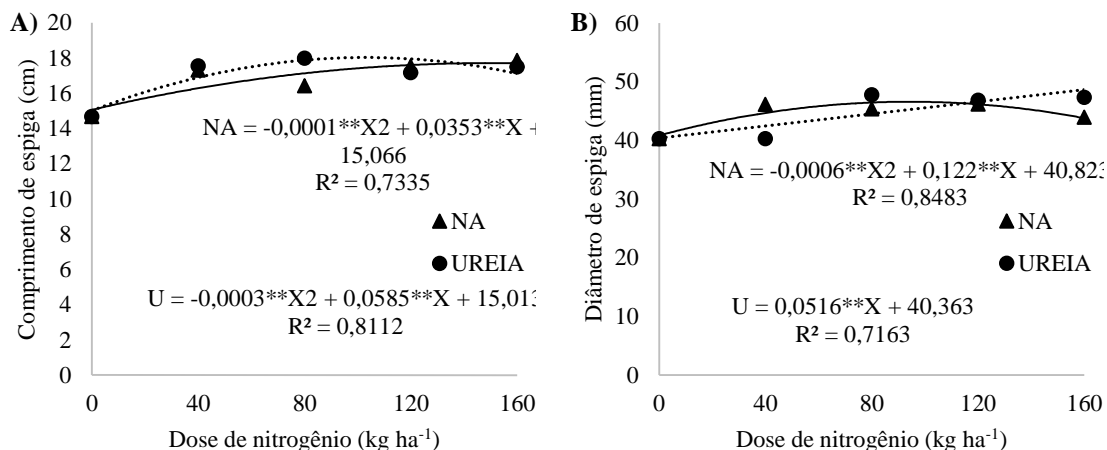 A)
20
18
16
14
12
10
8
6
4
2
0
Comprimento de espiga (cm)
NA = -0,0001**X2 + 0,0353**X +
15,066
R² = 0,7335
NA
UREIA
U = -0,0003**X2 + 0,0585**X + 15,013
R² = 0,8112
0 40 80 120 160
Dose de nitrogênio (kg ha-1)
B)
60
50
40
30
20
10
0
Diâmetro de espiga (mm)
NA = -0,0006**X2 + 0,122**X + 40,823
R² = 0,8483
NA
UREIA
U = 0,0516**X + 40,363
R² = 0,7163
0 40 80 120 160
Dose de nitrogênio (kg ha-1)